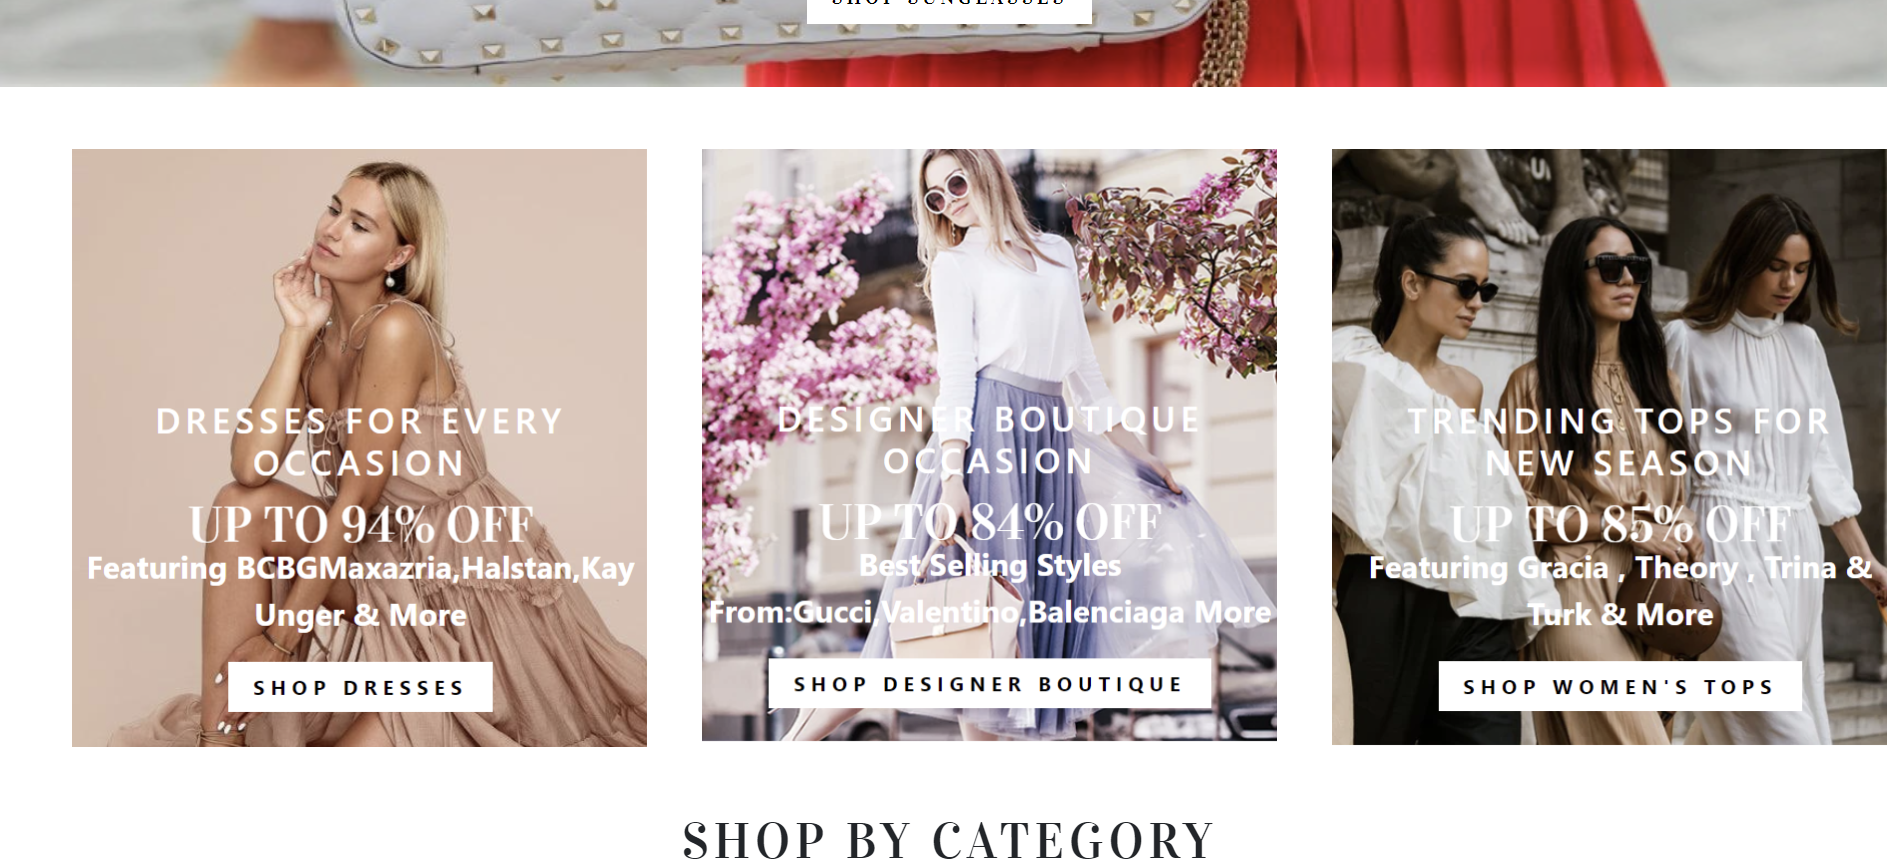 SHOP SUNGLASSES
DRESSES FOR EVERY
OCCASION
UP TO 94% OFF
Featuring BCBGMaxazria,Halstan,Kay
Unger & More
SHOP DRESSES
DESIGNER BOUTIQUE
OCCASION
UP TO 84% OFF
Best Selling Styles
From:Gucci,Valentino,Balenciaga More
SHOP DESIGNER BOUTIQUE
TRENDING TOPS FOR
NEW SEASON
UP TO 85% OFF
Featuring Gracia , Theory , Trina &
Turk & More
SHOP WOMEN'S TOPS
SHOP BY CATEGORY